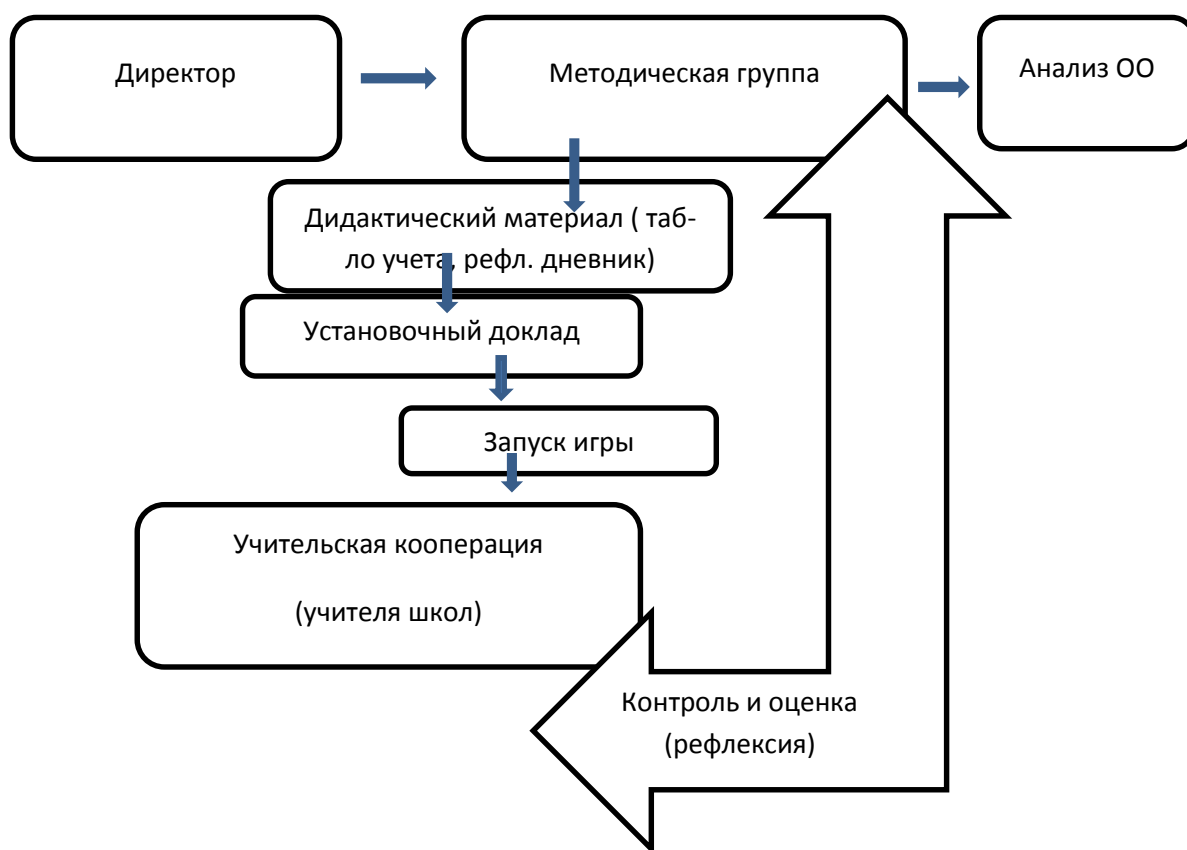 Директор
Методическая группа
Анализ ОО
Дидактический материал ( таб-
ло учета, рефл. дневник)
Установочный доклад
Запуск игры
Учительская кооперация
(учителя школ)
Контроль и оценка
(рефлексия)